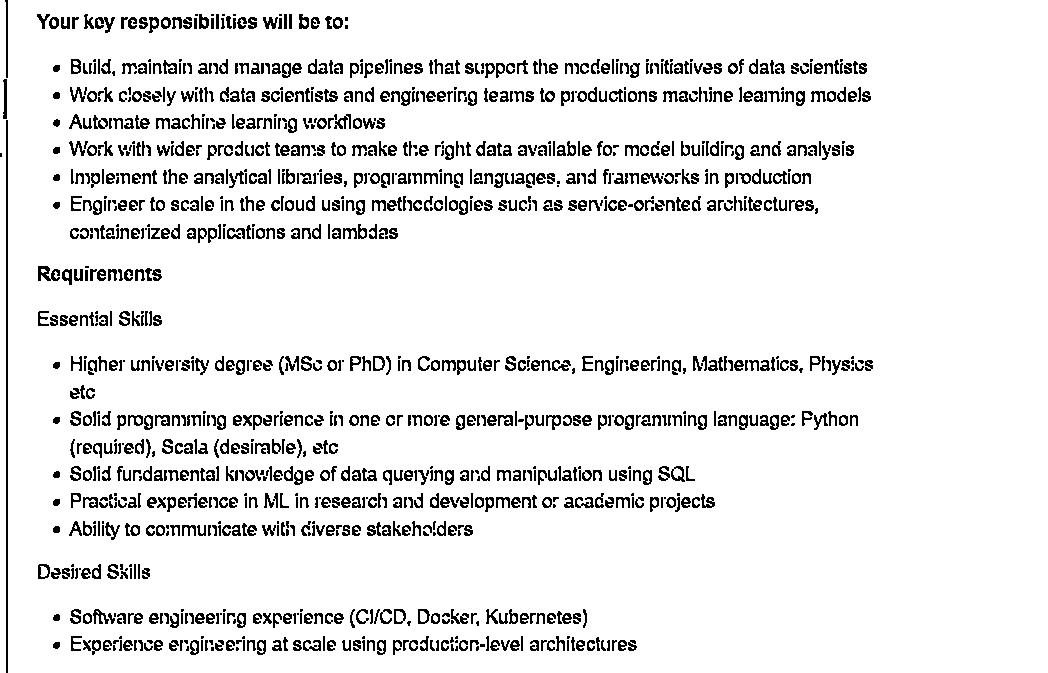 Your key responsibilities will be to:
• Build, maintain and manage data pipelines that support the modeling initiatives of data scientists
• Work closely with data scientists and engineering teams to productions machine learning models
• Automate machine learning workflows
• Work with wider product teams to make the right data available for model building and analysis
• Implement the analytical libraries, programming languages, and frameworks in production
• Engineer to scale in the cloud using methodologies such as service-oriented architectures,
containerized applications and lambdas
Requirements
Essential Skills
• Higher university degree (MSc or PhD) in Computer Science, Engineering, Mathematics, Physics
etc
• Solid programming experience in one or more general-purpose programming language: Python
(required), Scala (desirable), etc
• Solid fundamental knowledge of data querying and manipulation using SQL
• Practical experience in ML in research and development or academic projects
• Ability to communicate with diverse stakeholders
Desired Skills
• Software engineering experience (CI/CD, Docker, Kubernetes)
• Experience engineering at scale using production-level architectures